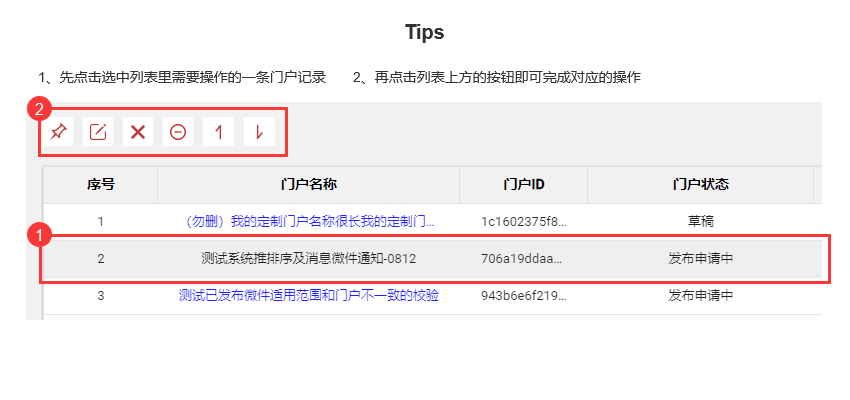 Tips
1、先点击选中列表里需要操作的一条门户记录 2、再点击列表上方的按钮即可完成对应的操作
2
序号 门户名称 门户ID 门户状态
1 （勿删）我的定制门户名称很长我的定制门... 1c1602375f8... 草稿
1
2 测试系统推排序及消息微件通知-0812 706a19ddaa... 发布申请中
3 测试已发布微件适用范围和门户不一致的校验 943b6e6f219... 发布申请中